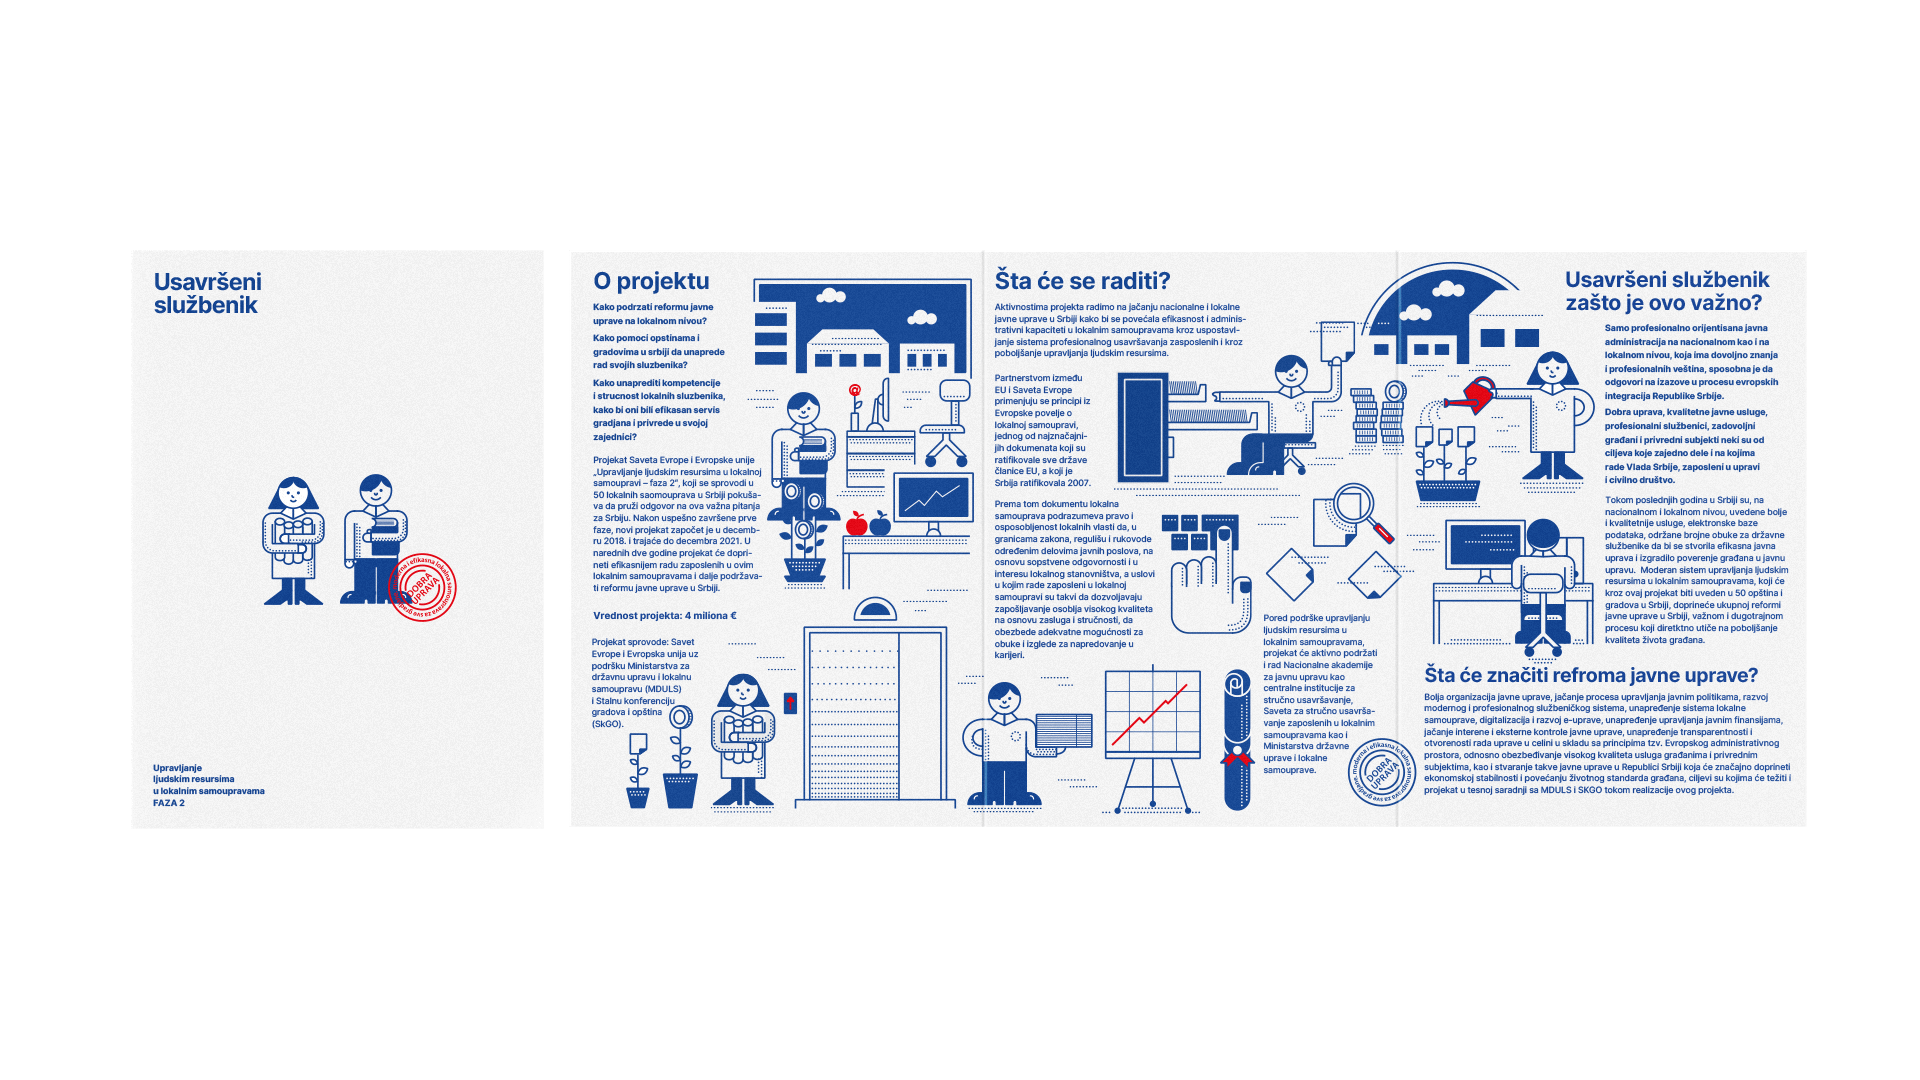 Usavršeni
službenik
Upravljanje
ljudskim resursima
u lokalnim samoupravama
FAZA 2
DOBRA
UPRAVA
O projektu
Kako podrzati reformu javne
uprave na lokalnom nivou?
Kako pomoci opstinama i
gradovima u srbiji da unaprede
rad svojih sluzbenika?
Kako unaprediti kompetencije
i strucnost lokalnih sluzbenika,
kako bi oni bili efikasan servis
gradjana i privrede u svojoj
zajednici?
Projekat Saveta Evrope i Evropske unije
„Upravljanje ljudskim resursima u lokalnoj
samoupravi – faza 2“, koji se sprovodi u
50 lokalnih saomouprava u Srbiji pokuša-
va da pruži odgovor na ova važna pitanja
za Srbiju. Nakon uspešno završene prve
faze, novi projekat započet je u decemb-
ru 2018. i trajaće do decembra 2021. U
narednih dve godine projekat će dopri-
neti efikasnijem radu zaposlenih u ovim
lokalnim samoupravama i dalje podržava-
ti reformu javne uprave u Srbiji.
Vrednost projekta: 4 miliona €
Projekat sprovode: Savet
Evrope i Evropska unija uz
podršku Ministarstva za
državnu upravu i lokalnu
samoupravu (MDULS)
i Stalnu konferenciju
gradova i opština
(SkGO).
Šta će se raditi?
Aktivnostima projekta radimo na jačanju nacionalne i lokalne
javne uprave u Srbiji kako bi se povećala efikasnost i adminis-
trativni kapaciteti u lokalnim samoupravama kroz uspostavl-
janje sistema profesionalnog usavršavanja zasposlenih i kroz
poboljšanje upravljanja ljudskim resursima.
Partnerstvom između
EU i Saveta Evrope
primenjuju se principi iz
Evropske povelje o
lokalnoj samoupravi,
jednog od najznačajni-
jih dokumenata koji su
ratifikovale sve države
članice EU, a koji je
Srbija ratifikovala 2007.
Prema tom dokumentu lokalna
samouprava podrazumeva pravo i
osposobljenost lokalnih vlasti da, u
granicama zakona, regulišu i rukovode
određenim delovima javnih poslova, na
osnovu sopstvene odgovornosti i u
interesu lokalnog stanovništva, a uslovi
u kojim rade zaposleni u lokalnoj
samoupravi su takvi da dozvoljavaju
zapošljavanje osoblja visokog kvaliteta
na osnovu zasluga i stručnosti, da
obezbede adekvatne mogućnosti za
obuke i izglede za napredovanje u
karijeri.
Pored podrške upravljanju
ljudskim resursima u
lokalnim samoupravama,
projekat će aktivno podržati
i rad Nacionalne akademije
za javnu upravu kao
centralne institucije za
stručno usavršavanje,
Saveta za stručno usavrša-
vanje zaposlenih u lokalnim
samoupravama kao i
Ministarstva državne
uprave i lokalne
samouprave.
DOBRA
UPRAVA
Usavršeni službenik
zašto je ovo važno?
Samo profesionalno orijentisana javna
administracija na nacionalnom kao i na
lokalnom nivou, koja ima dovoljno znanja
i profesionalnih veština, sposobna je da
odgovori na izazove u procesu evropskih
integracija Republike Srbije.
Dobra uprava, kvalitetne javne usluge,
profesionalni službenici, zadovoljni
građani i privredni subjekti neki su od
ciljeva koje zajedno dele i na kojima
rade Vlada Srbije, zaposleni u upravi
i civilno društvo.
Tokom poslednjih godina u Srbiji su, na
nacionalnom i lokalnom nivou, uvedene bolje
i kvalitetnije usluge, elektronske baze
podataka, održane brojne obuke za državne
službenike da bi se stvorila efikasna javna
uprava i izgradilo poverenje građana u javnu
upravu. Moderan sistem upravljanja ljudskim
resursima u lokalnim samoupravama, koji će
kroz ovaj projekat biti uveden u 50 opština i
gradova u Srbiji, doprineće ukupnoj reformi
javne uprave u Srbiji, važnom i dugotrajnom
procesu koji diretktno utiče na poboljšanje
kvaliteta života građana.
Šta će značiti refroma javne uprave?
Bolja organizacija javne uprave, jačanje procesa upravljanja javnim politikama, razvoj
modernog i profesionalnog službeničkog sistema, unapređenje sistema lokalne
samouprave, digitalizacija i razvoj e-uprave, unapređenje upravljanja javnim finansijama,
jačanje interene i eksterne kontrole javne uprave, unapređenje transparentnosti i
otvorenosti rada uprave u celini u skladu sa principima tzv. Evropskog administrativnog
prostora, odnosno obezbeđivanje visokog kvaliteta usluga građanima i privrednim
subjektima, kao i stvaranje takve javne uprave u Republici Srbiji koja će značajno doprineti
ekonomskoj stabilnosti i povećanju životnog standarda građana, ciljevi su kojima će težiti i
projekat u tesnoj saradnji sa MDULS i SKGO tokom realizacije ovog projekta.